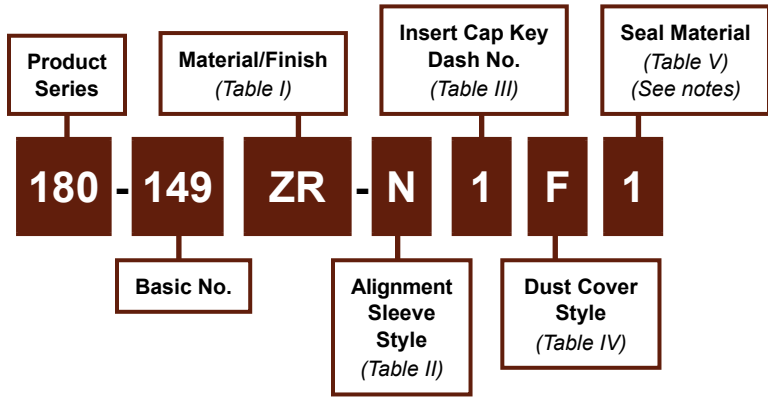 Product
Series
Material/Finish
(Table I)
Insert Cap Key
Dash No.
(Table III)
Seal Material
(Table V)
(See notes)
180 - 149 ZR - N 1 F 1
Basic No.
Alignment
Sleeve
Style
(Table II)
Dust Cover
Style
(Table IV)